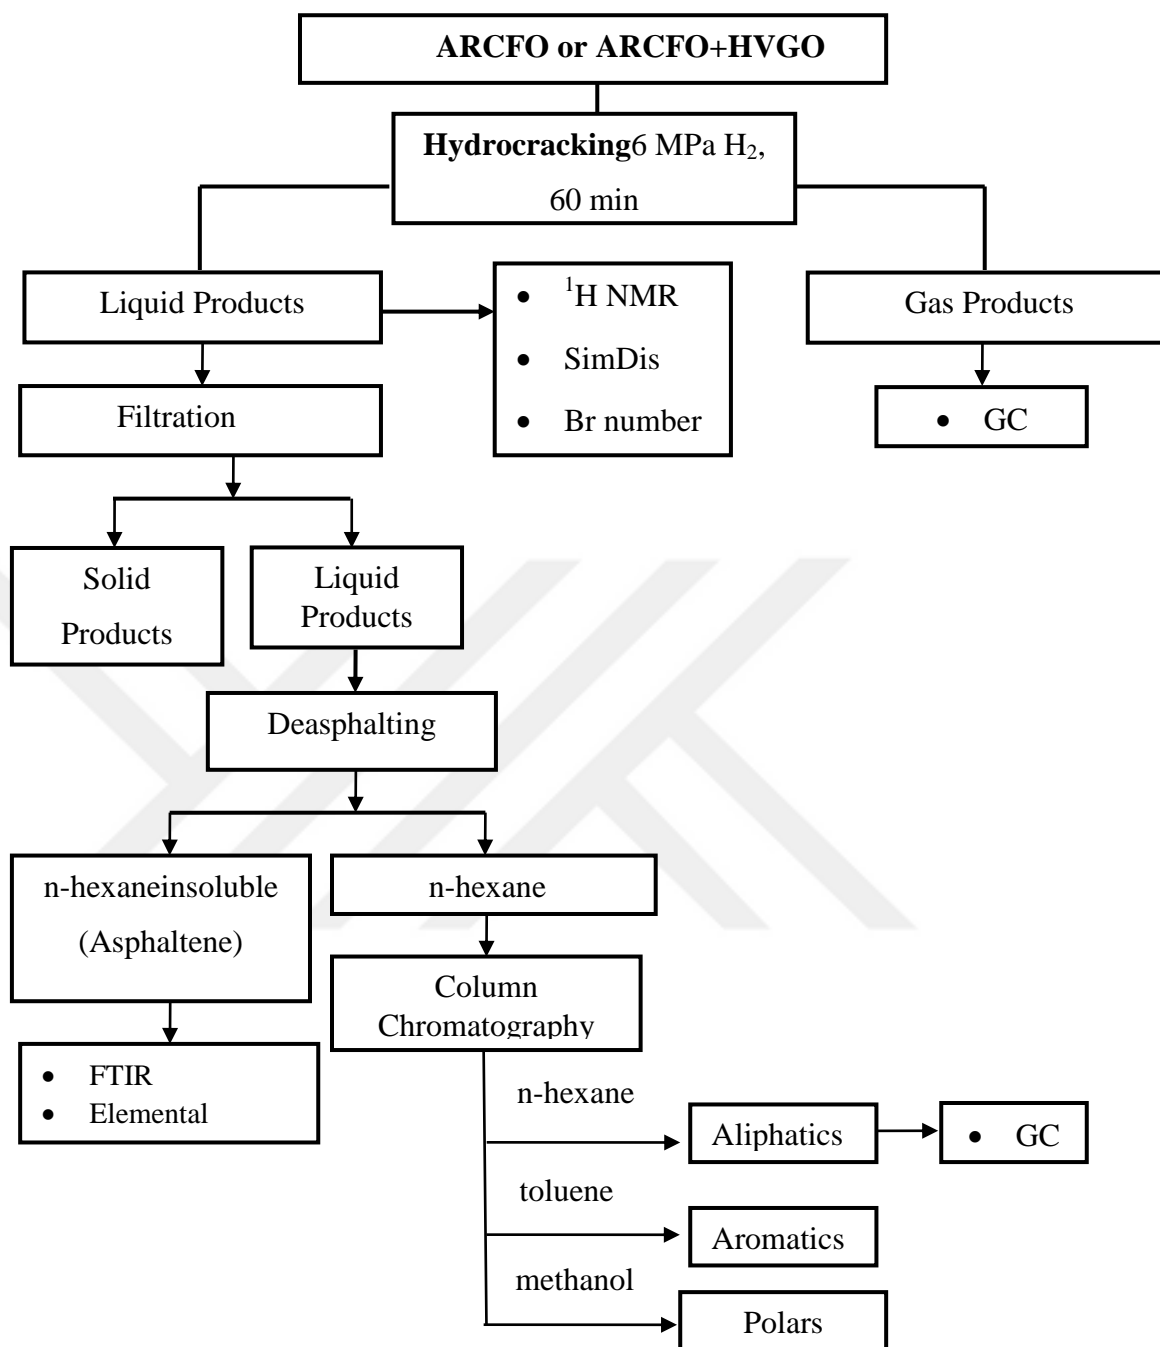 ARCFO or ARCFO+HVGO
Hydrocracking6 MPa H₂,
60 min
Liquid Products
• ¹H NMR
• SimDis
• Br number
Gas Products
• GC
Filtration
Solid
Products
Liquid
Products
Deasphalting
n-hexaneinsoluble
(Asphaltene)
n-hexane
• FTIR
• Elemental
Column
Chromatography
n-hexane
Aliphatics
• GC
toluene
Aromatics
methanol
Polars